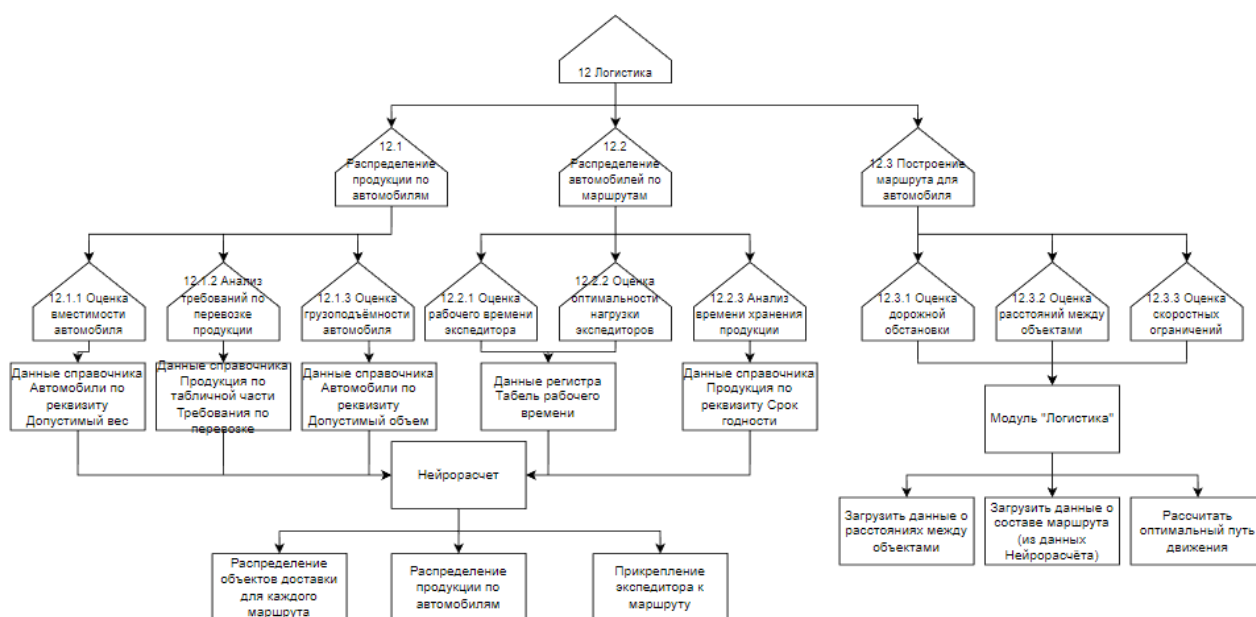 12 Логистика
12.1
Распределение
продукции по
автомобилям
12.2
Распределение
автомобилей по
маршрутам
12.3 Построение
маршрута для
автомобиля
12.1.1 Оценка
вместимости
автомобиля
12.1.2 Анализ
требований по
перевозке
продукции
12.1.3 Оценка
грузоподъёмности
автомобиля
12.2.1 Оценка
рабочего времени
экспедитора
12.2.2 Оценка
оптимальности
нагрузки
экспедиторов
12.2.3 Анализ
времени хранения
продукции
12.3.1 Оценка
дорожной
обстановки
12.3.2 Оценка
расстояний между
объектами
12.3.3 Оценка
скоростных
ограничений
Данные справочника
Автомобили по
реквизиту
Допустимый вес
Данные справочника
Продукция по
табличной части
Требования по
перевозке
Данные справочника
Автомобили по
реквизиту
Допустимый объем
Данные регистра
Табель рабочего
времени
Данные справочника
Продукция по
реквизиту Срок
годности
Модуль "Логистика"
Нейрорасчет
Загрузить данные о
расстояниях между
объектами
Загрузить данные о
составе маршрута
(из данных
Нейрорасчёта)
Рассчитать
оптимальный путь
движения
Распределение
объектов доставки
для каждого
маршрута
Распределение
продукции по
автомобилям
Прикрепление
экспедитора к
маршруту